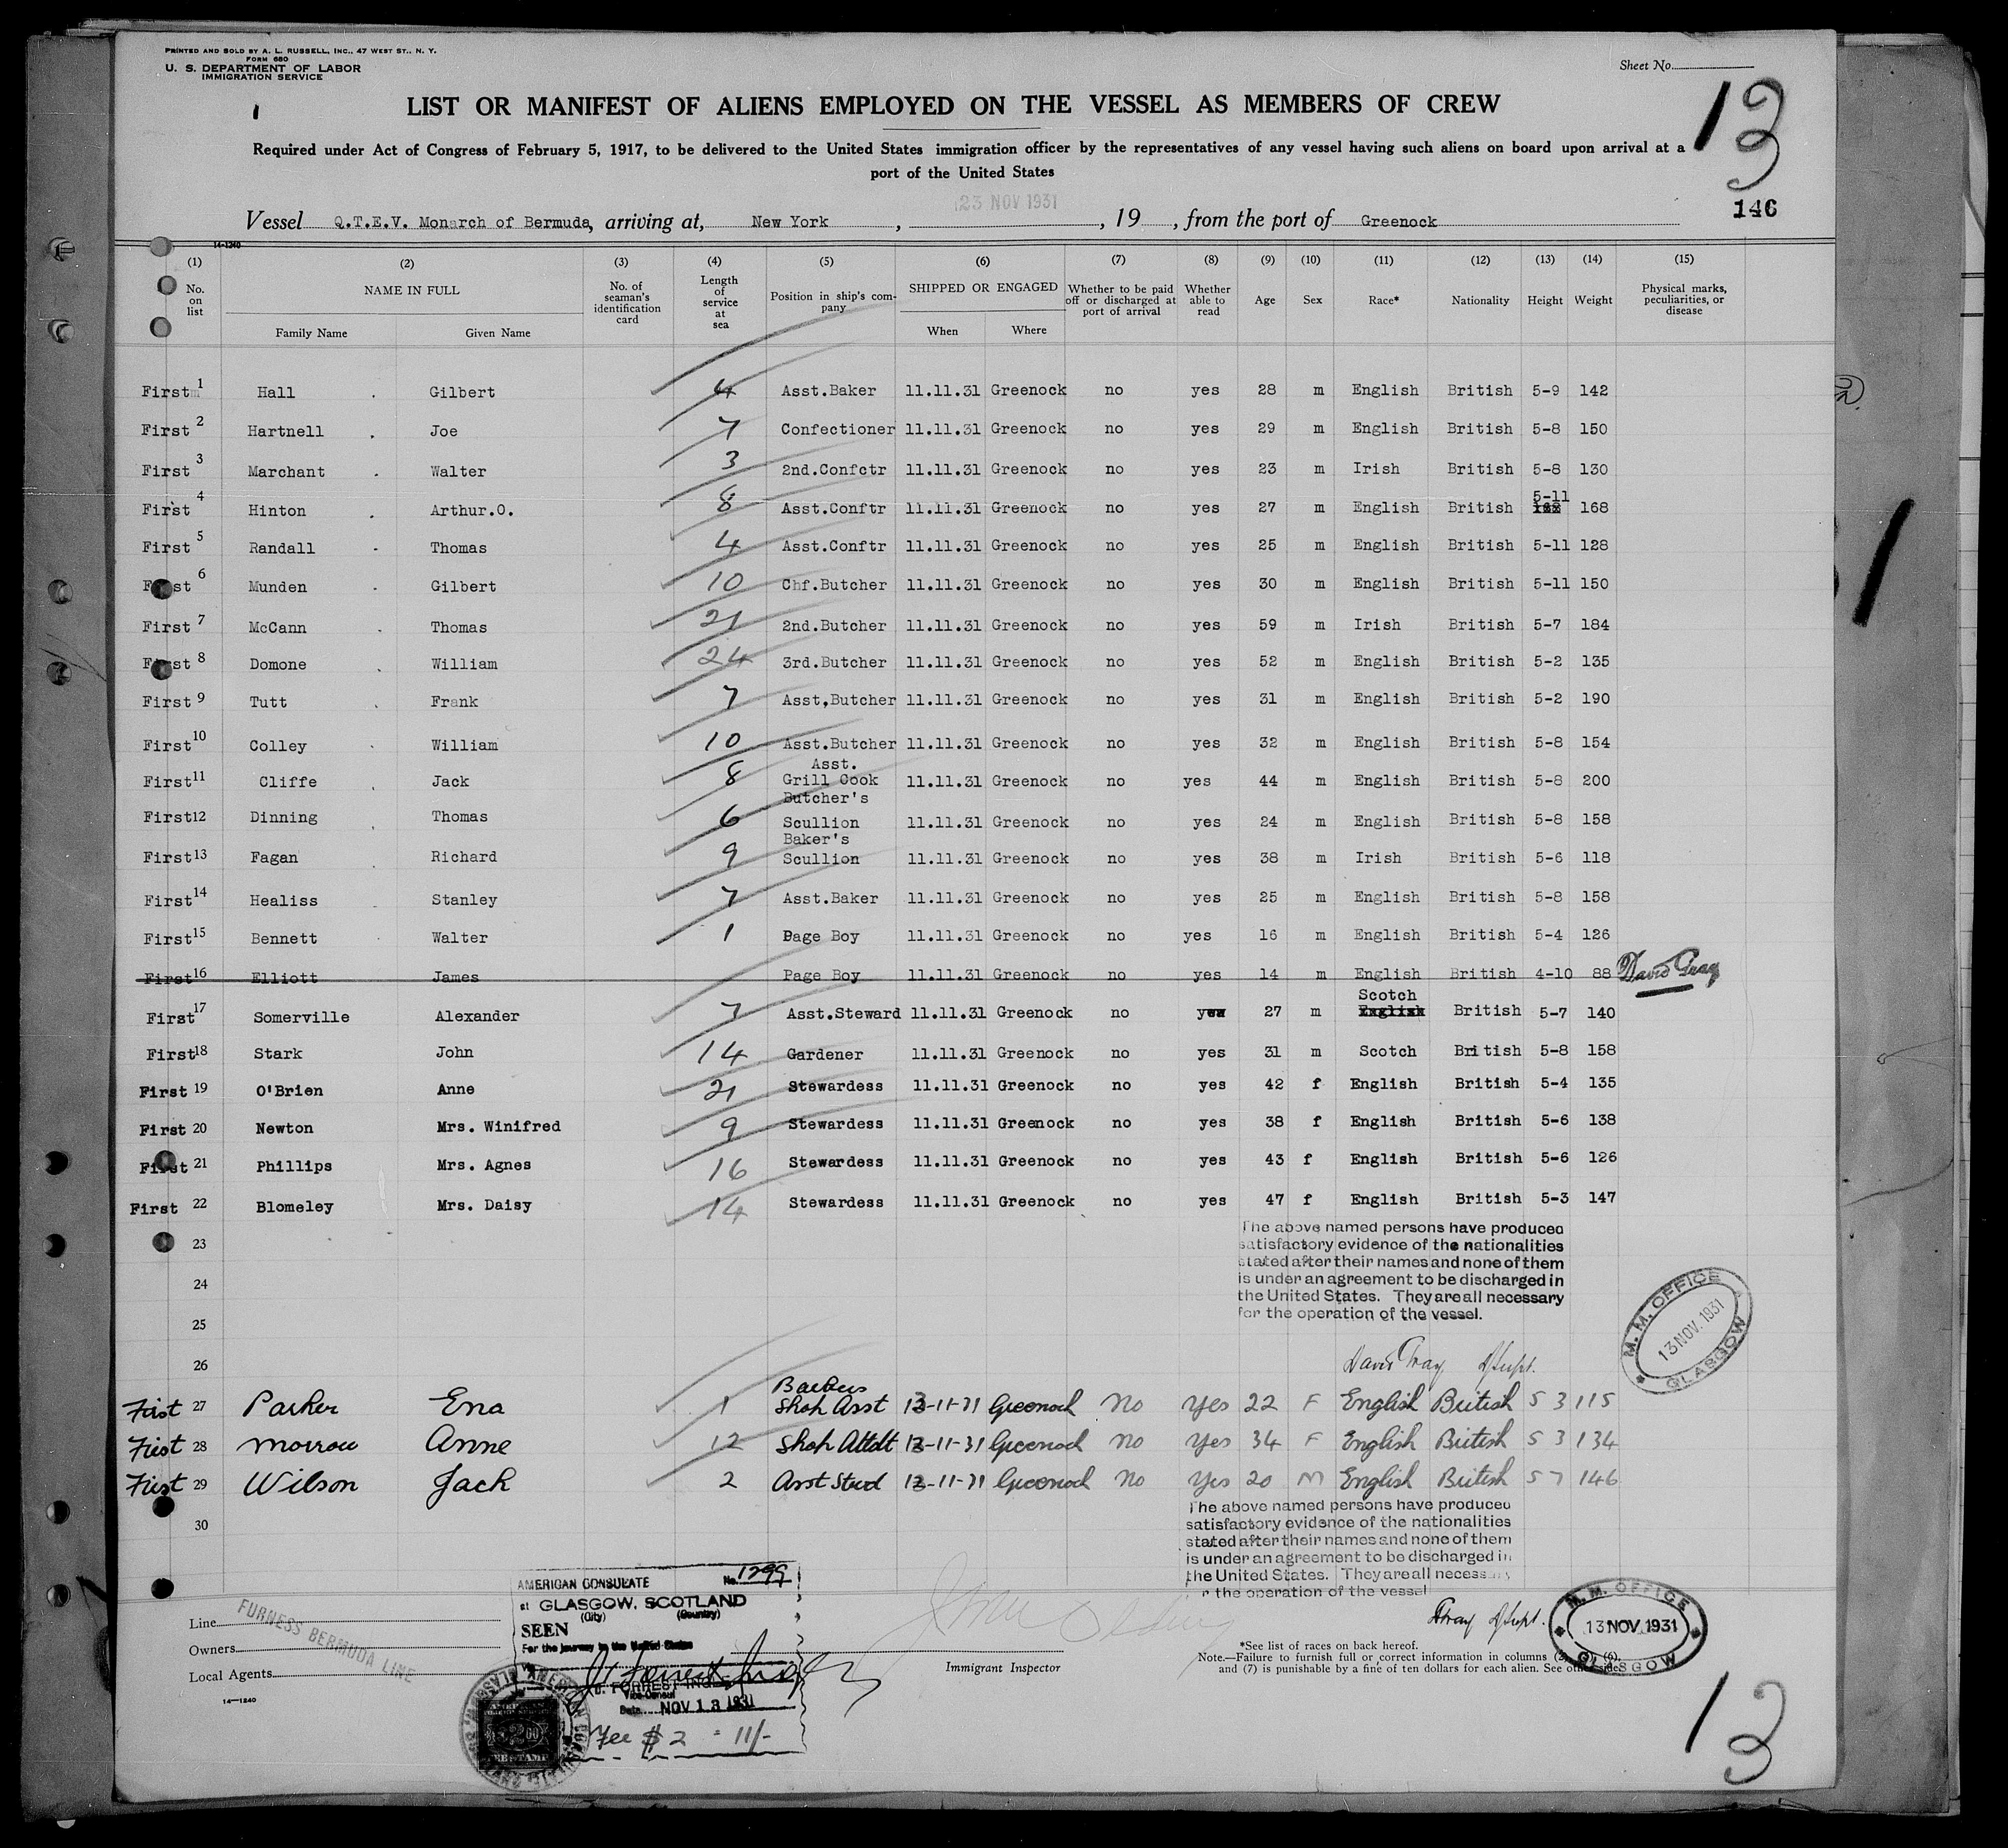 PRINTED AND SOLD BY A. L. RUSSELL, INC., 47 WEST ST., N. Y.
FORM 680
U. S. DEPARTMENT OF LABOR
IMMIGRATION SERVICE
Sheet No.
LIST OR MANIFEST OF ALIENS EMPLOYED ON THE VESSEL AS MEMBERS OF CREW
13
Required under Act of Congress of February 5, 1917, to be delivered to the United States immigration officer by the representatives of any vessel having such aliens on board upon arrival at a
port of the United States
23 NOV 1931
146
Vessel Q.T.E.V. Monarch of Bermuda, arriving at, New York , , 19 , from the port of Greenock
14-1240
(1) (2) (3) (4) (5) (6) (7) (8) (9) (10) (11) (12) (13) (14) (15)
No. on list NAME IN FULL Family Name Given Name No. of seaman's identification card Length of service at sea Position in ship's company SHIPPED OR ENGAGED When Where Whether to be paid off or discharged at port of arrival Whether able to read Age Sex Race* Nationality Height Weight Physical marks, peculiarities, or disease
First 1 Hall Gilbert 4 Asst.Baker 11.11.31 Greenock no yes 28 m English British 5-9 142
First 2 Hartnell Joe 7 Confectioner 11.11.31 Greenock no yes 29 m English British 5-8 150
First 3 Marchant Walter 3 2nd.Confctr 11.11.31 Greenock no yes 23 m Irish British 5-8 130
First 4 Hinton Arthur.O. 8 Asst.Conftr 11.11.31 Greenock no yes 27 m English British 5-11 168
First 5 Randall Thomas 4 Asst.Conftr 11.11.31 Greenock no yes 25 m English British 5-11 128
First 6 Munden Gilbert 10 Chf.Butcher 11.11.31 Greenock no yes 30 m English British 5-11 150
First 7 McCann Thomas 21 2nd.Butcher 11.11.31 Greenock no yes 59 m Irish British 5-7 184
First 8 Domone William 24 3rd.Butcher 11.11.31 Greenock no yes 52 m English British 5-2 135
First 9 Tutt Frank 7 Asst,Butcher 11.11.31 Greenock no yes 31 m English British 5-2 190
First 10 Colley William 10 Asst.Butcher 11.11.31 Greenock no yes 32 m English British 5-8 154
First 11 Cliffe Jack 8 Asst. Grill Cook 11.11.31 Greenock no yes 44 m English British 5-8 200
First 12 Dinning Thomas 6 Butcher's Scullion 11.11.31 Greenock no yes 24 m English British 5-8 158
First 13 Fagan Richard 9 Baker's Scullion 11.11.31 Greenock no yes 38 m Irish British 5-6 118
First 14 Healiss Stanley 7 Asst.Baker 11.11.31 Greenock no yes 25 m English British 5-8 158
First 15 Bennett Walter 1 Page Boy 11.11.31 Greenock no yes 16 m English British 5-4 126
First 16 Elliott James Page Boy 11.11.31 Greenock no yes 14 m English British 4-10 88 David Gray
First 17 Somerville Alexander 7 Asst.Steward 11.11.31 Greenock no yes 27 m Scotch English British 5-7 140
First 18 Stark John 14 Gardener 11.11.31 Greenock no yes 31 m Scotch British 5-8 158
First 19 O'Brien Anne 21 Stewardess 11.11.31 Greenock no yes 42 f English British 5-4 135
First 20 Newton Mrs. Winifred 9 Stewardess 11.11.31 Greenock no yes 38 f English British 5-6 138
First 21 Phillips Mrs. Agnes 16 Stewardess 11.11.31 Greenock no yes 43 f English British 5-6 126
First 22 Blomeley Mrs. Daisy 14 Stewardess 11.11.31 Greenock no yes 47 f English British 5-3 147
The above named persons have produced
23 satisfactory evidence of the nationalities
stated after their names and none of them
24 is under an agreement to be discharged in
the United States. They are all necessary
for the operation of the vessel.
25
M. M. OFFICE 13 NOV. 1931 GLASGOW
26 David Gray D/Supt.
First 27 Parker Ena 1 Barbers Shop Asst 12-11-31 Greenock No Yes 22 F English British 5 3 115
First 28 Morrow Anne 12 Shop Attdt 12-11-31 Greenock No Yes 34 F English British 5 3 134
First 29 Wilson Jack 2 Asst Stwd 12-11-31 Greenock No Yes 20 M English British 5 7 146
The above named persons have produced
satisfactory evidence of the nationalities
30 stated after their names and none of them
is under an agreement to be discharged in
the United States. They are all necessary
r the operation of the vessel
AMERICAN CONSULATE No. 1299
at GLASGOW, SCOTLAND
(City) (Country)
SEEN
For the journey to the United States
FORREST
Vice-Consul
Date NOV 13 1931
Fee $ 2 = 11/-
Line
Owners
Local Agents
FURNESS BERMUDA LINE
14—1240
Immigrant Inspector
Gray D/Supt.
M. M. OFFICE 13 NOV 1931 GLASGOW
*See list of races on back hereof.
Note.—Failure to furnish full or correct information in columns (2), (6),
and (7) is punishable by a fine of ten dollars for each alien. See other side.
13